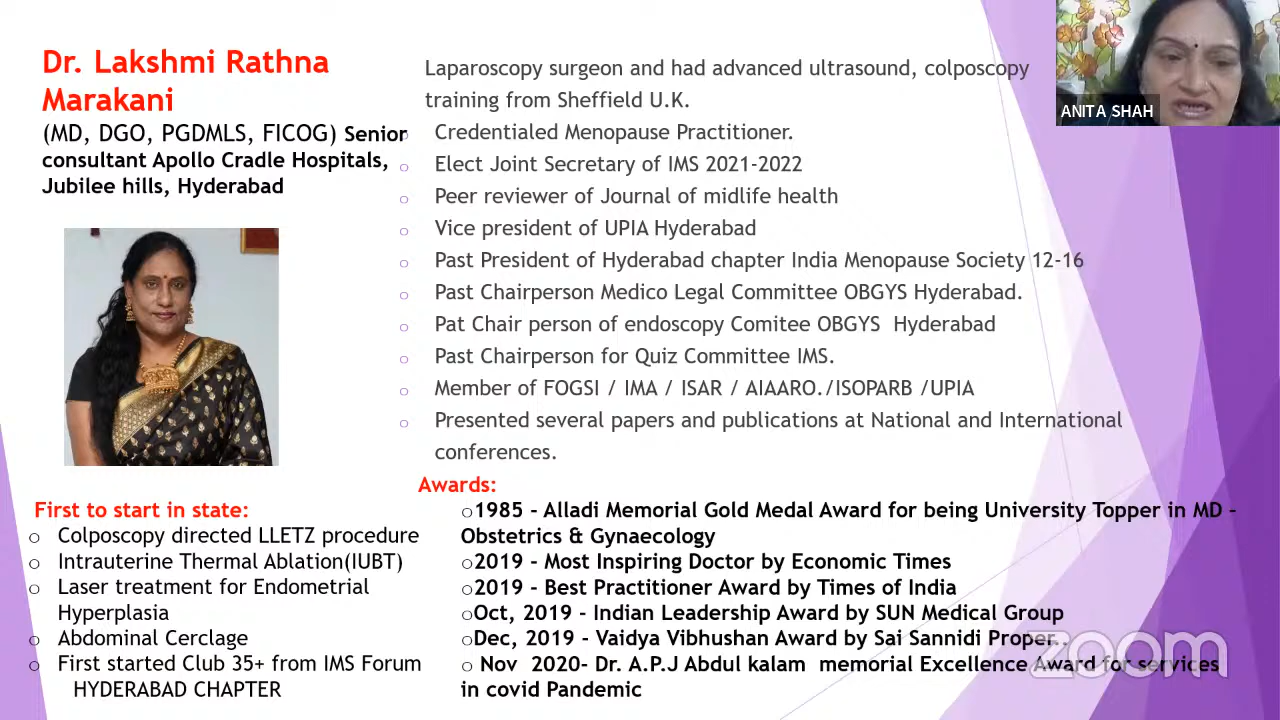 Dr. Lakshmi Rathna
Marakani
(MD, DGO, PGDMLS, FICOG) Senior
consultant Apollo Cradle Hospitals,
Jubilee hills, Hyderabad
First to start in state:
o Colposcopy directed LLETZ procedure
o Intrauterine Thermal Ablation(IUBT)
o Laser treatment for Endometrial
Hyperplasia
o Abdominal Cerclage
o First started Club 35+ from IMS Forum
HYDERABAD CHAPTER
Laparoscopy surgeon and had advanced ultrasound, colposcopy
training from Sheffield U.K.
o Credentialed Menopause Practitioner.
o Elect Joint Secretary of IMS 2021-2022
o Peer reviewer of Journal of midlife health
o Vice president of UPIA Hyderabad
o Past President of Hyderabad chapter India Menopause Society 12-16
o Past Chairperson Medico Legal Committee OBGYS Hyderabad.
o Pat Chair person of endoscopy Comitee OBGYS Hyderabad
o Past Chairperson for Quiz Committee IMS.
o Member of FOGSI / IMA / ISAR / AIAARO./ISOPARB /UPIA
o Presented several papers and publications at National and International
conferences.
Awards:
o1985 - Alladi Memorial Gold Medal Award for being University Topper in MD –
Obstetrics & Gynaecology
o2019 - Most Inspiring Doctor by Economic Times
o2019 - Best Practitioner Award by Times of India
oOct, 2019 - Indian Leadership Award by SUN Medical Group
oDec, 2019 - Vaidya Vibhushan Award by Sai Sannidi Proper..
o Nov 2020- Dr. A.P.J Abdul kalam memorial Excellence Award for services
in covid Pandemic
ANITA SHAH
zoom